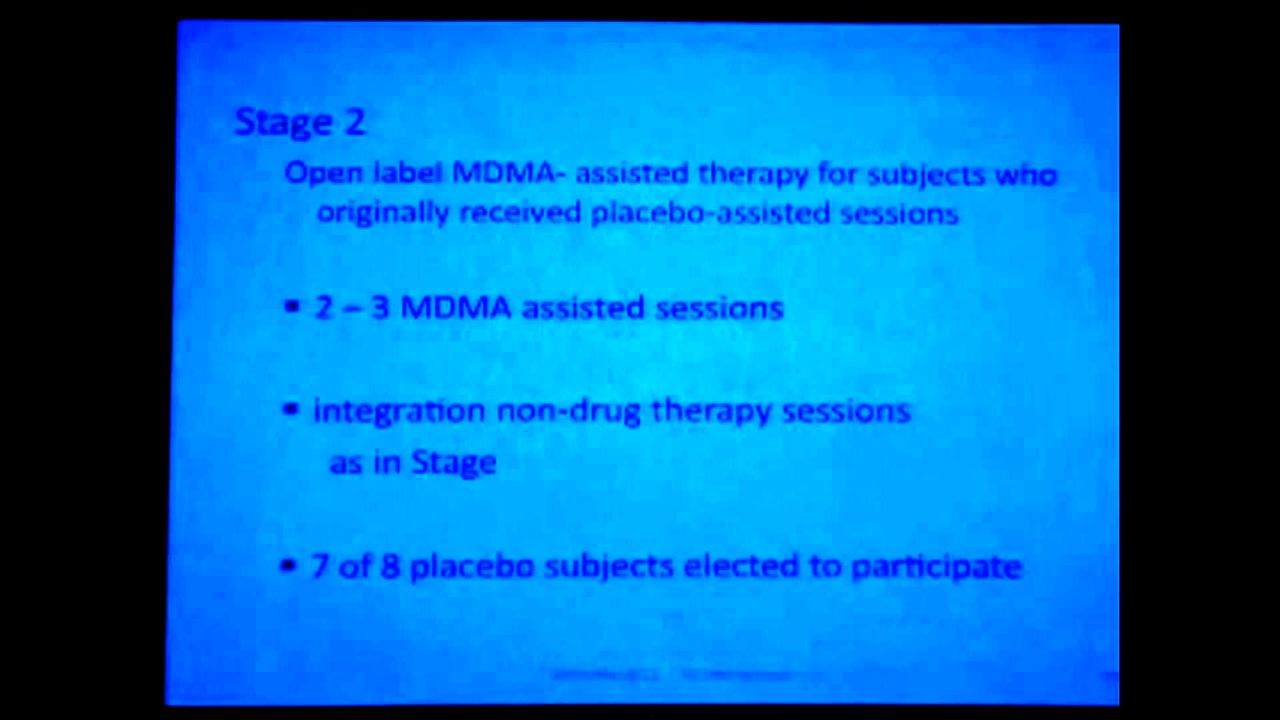 Stage 2
Open label MDMA- assisted therapy for subjects who
originally received placebo-assisted sessions
▪ 2 – 3 MDMA assisted sessions
▪ integration non-drug therapy sessions
as in Stage
▪ 7 of 8 placebo subjects elected to participate